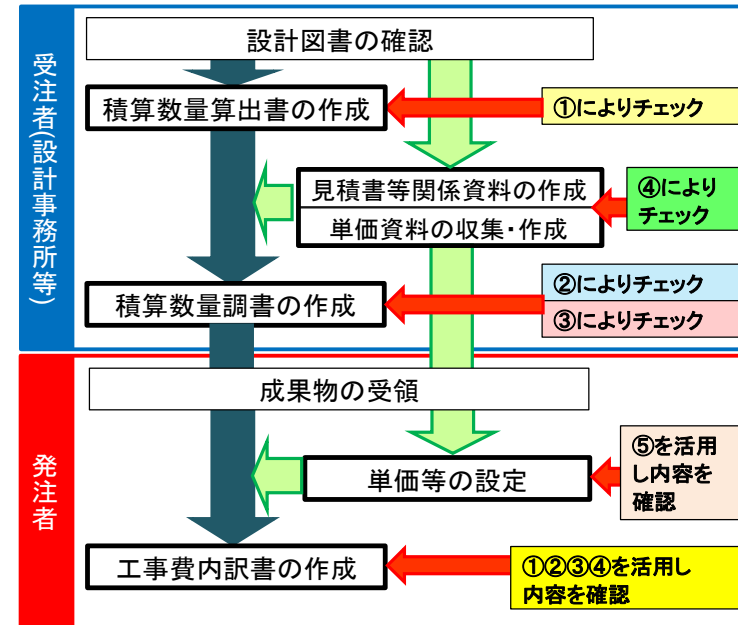 受注者(設計事務所等)
設計図書の確認
積算数量算出書の作成
①によりチェック
見積書等関係資料の作成
単価資料の収集・作成
④により
チェック
積算数量調書の作成
②によりチェック
③によりチェック
発注者
成果物の受領
単価等の設定
⑤を活用
し内容を
確認
工事費内訳書の作成
①②③④を活用し
内容を確認